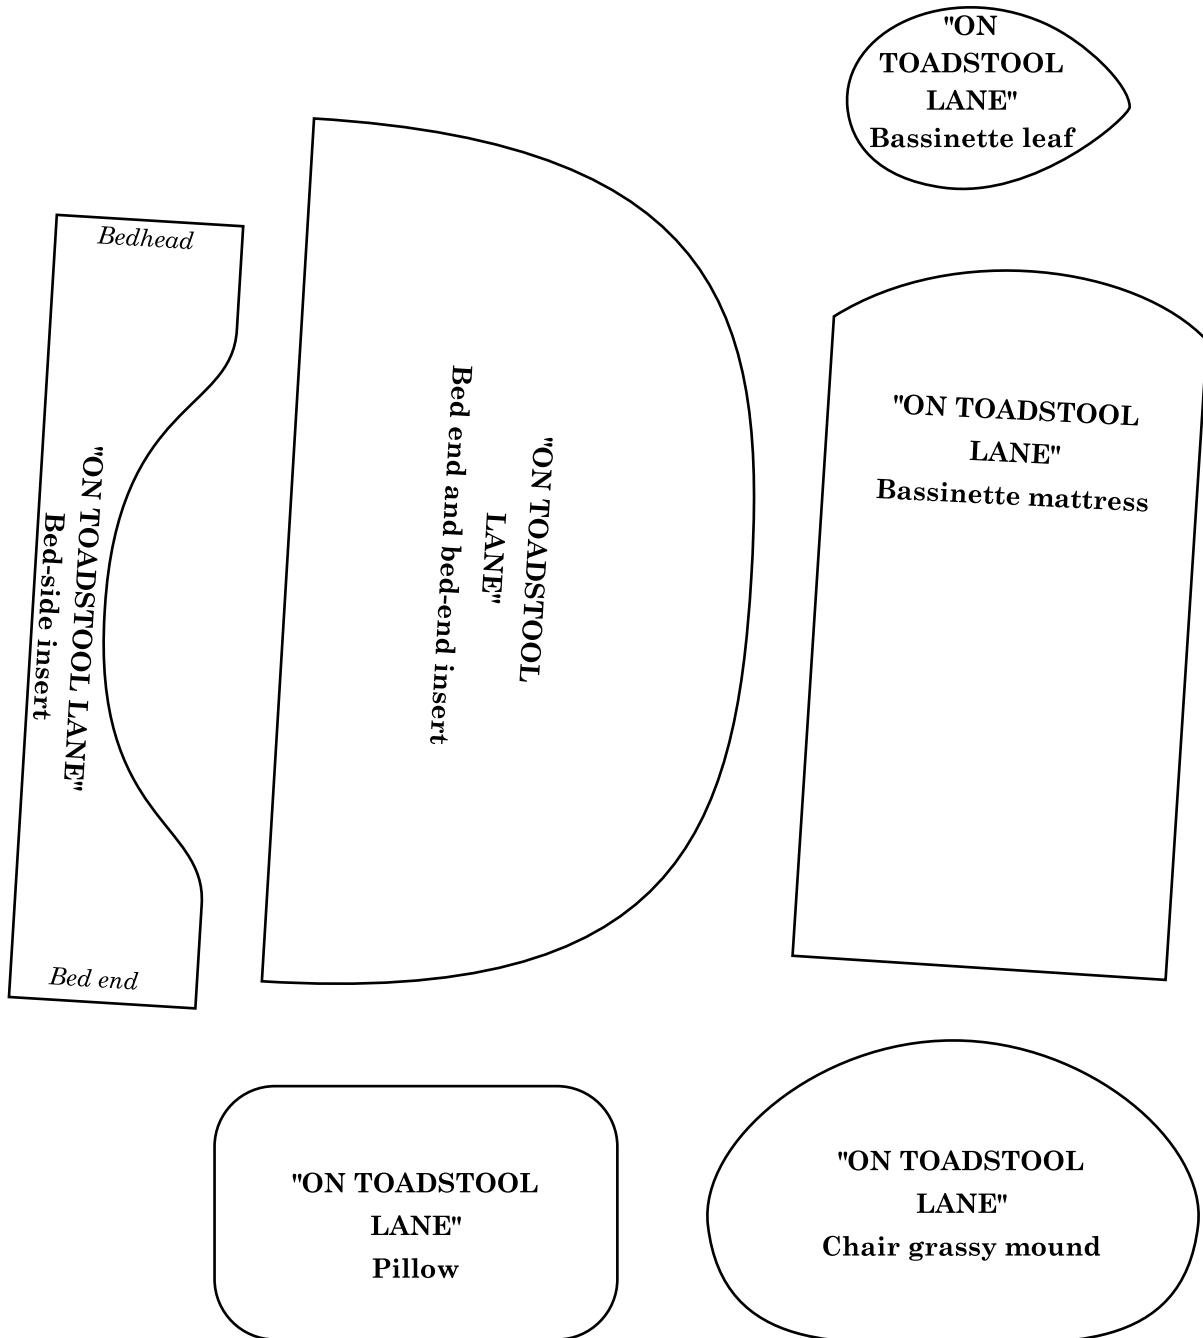 "ON
TOADSTOOL
LANE"
Bassinette leaf
Bedhead
"ON TOADSTOOL LANE"
Bed-side insert
Bed end
"ON TOADSTOOL
LANE"
Bed end and bed-end insert
"ON TOADSTOOL
LANE"
Bassinette mattress
"ON TOADSTOOL
LANE"
Pillow
"ON TOADSTOOL
LANE"
Chair grassy mound